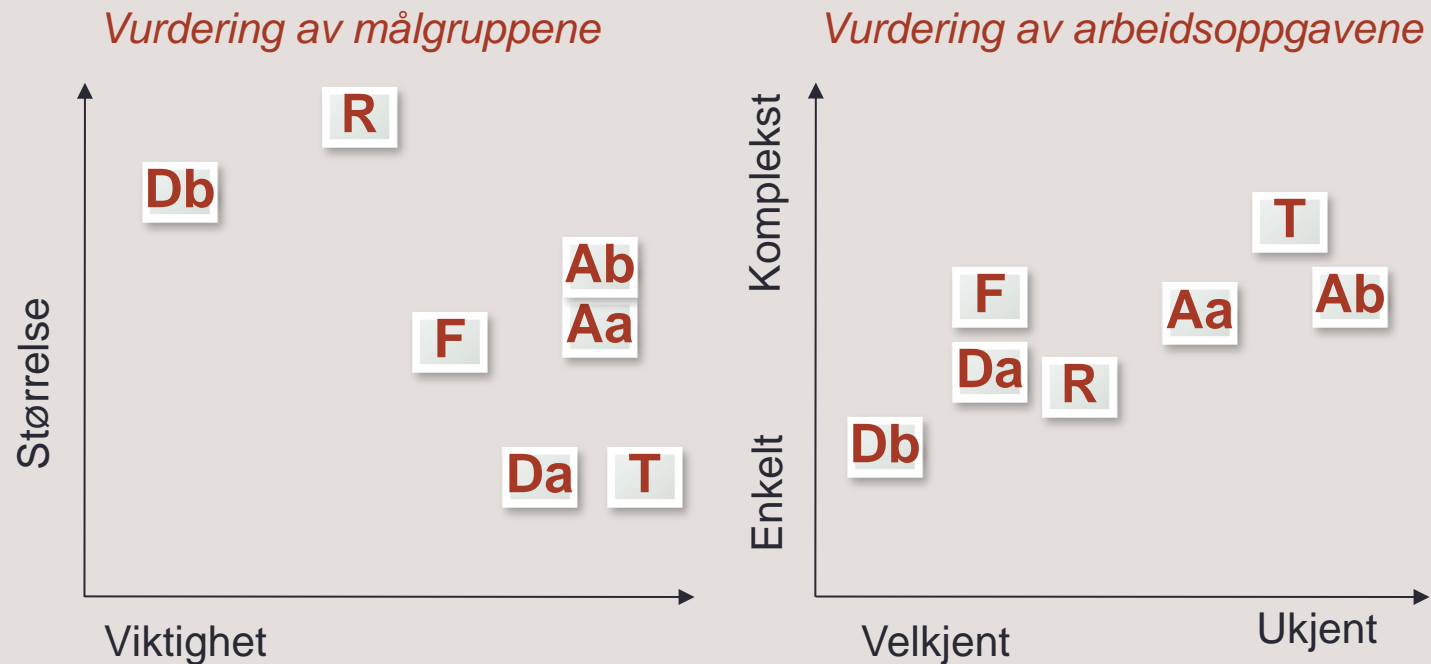 Vurdering av målgruppene
Størrelse
R
Db
Ab
Aa
F
Da T
Viktighet
Vurdering av arbeidsoppgavene
Komplekst
Enkelt
T
F
Ab
Aa
Da
R
Db
Velkjent
Ukjent